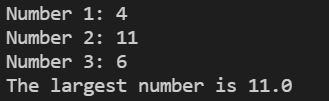 Number 1: 4
Number 2: 11
Number 3: 6
The largest number is 11.0